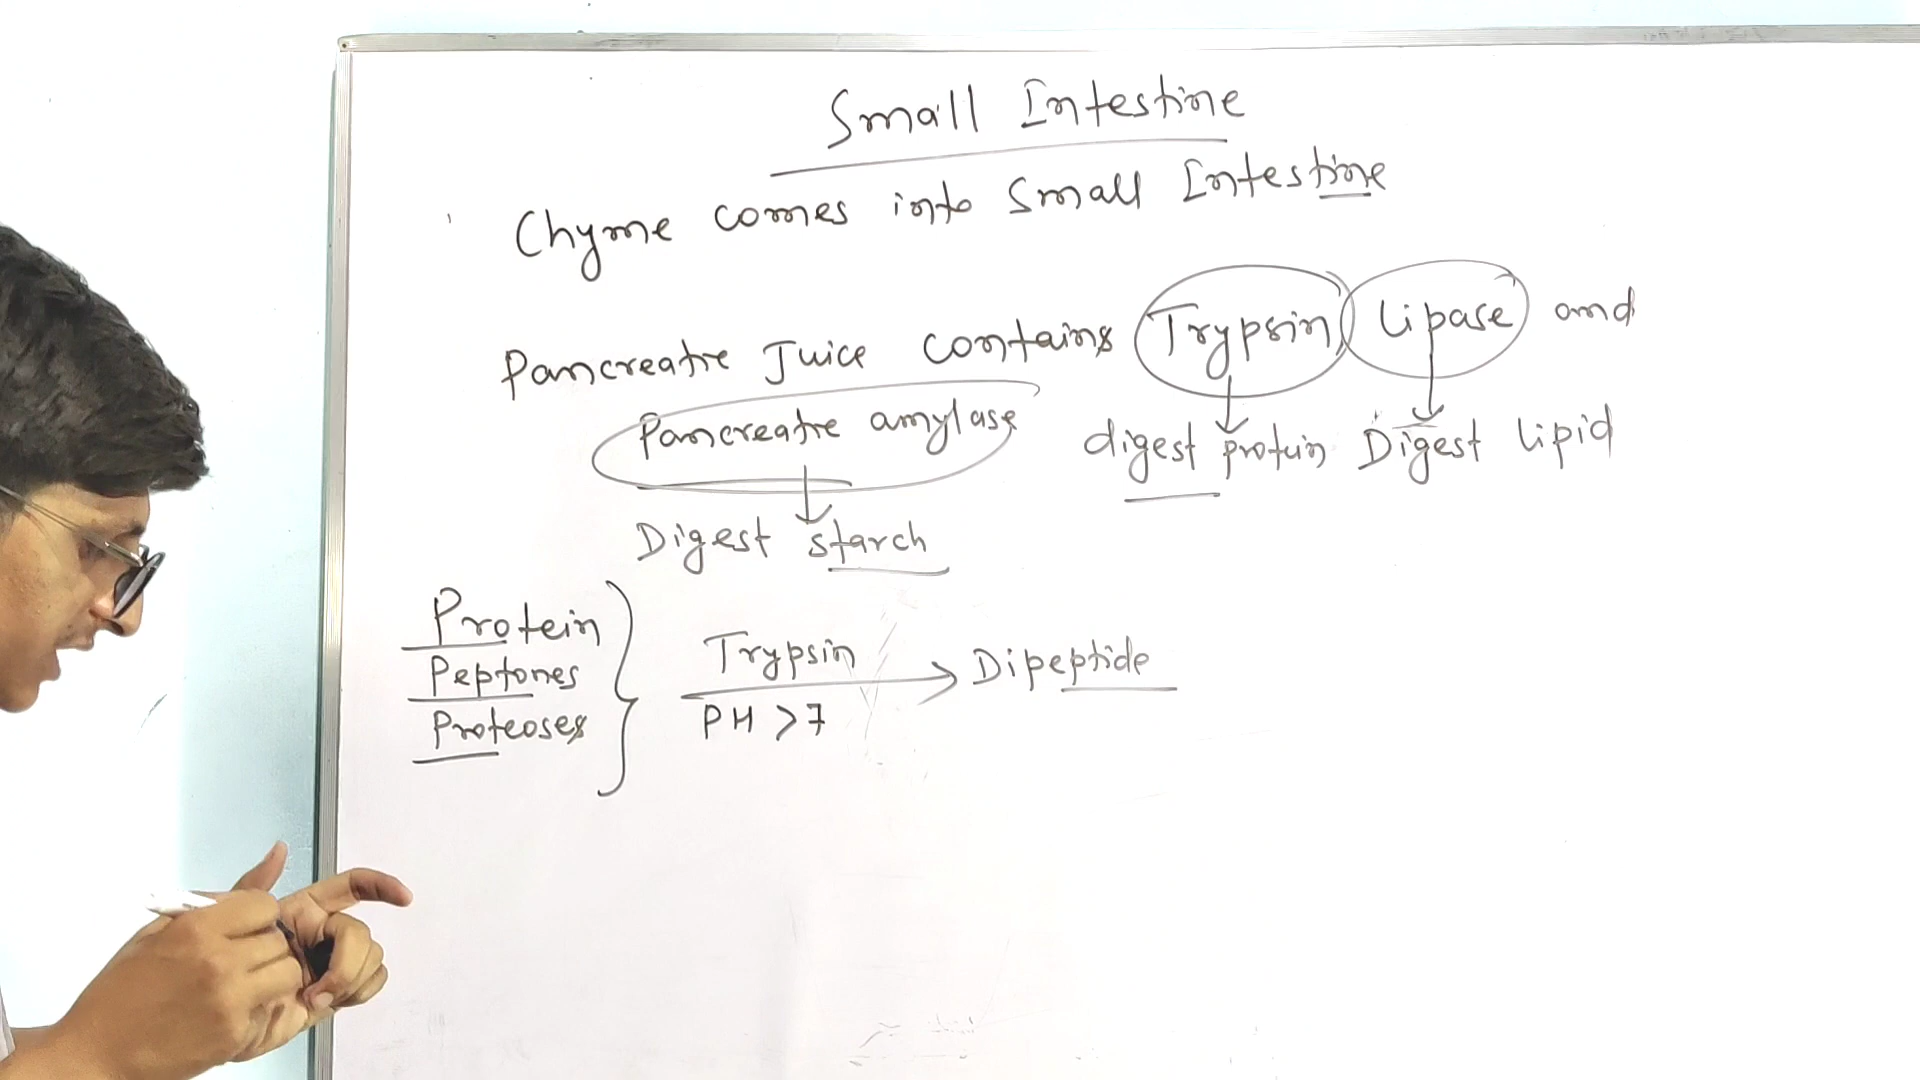 Small Intestine
Chyme comes into Small Intestine
Pancreatic Juice contains Trypsin, Lipase and
Pancreatic amylase
digest protein Digest lipid
Digest starch
Protein
Peptones
Proteoses
Trypsin
PH >7
Dipeptide